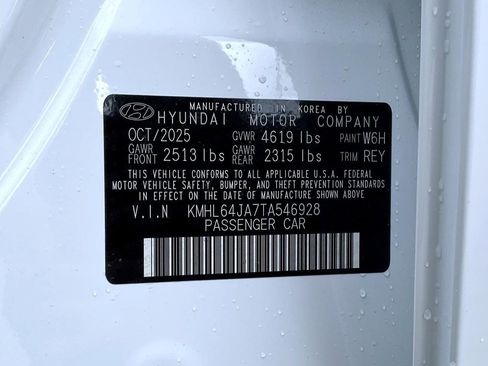 MANUFACTURED IN KOREA BY
HYUNDAI MOTOR COMPANY
OCT/2025 GVWR 4619 lbs PAINT W6H
GAWR FRONT 2513 lbs GAWR REAR 2315 lbs TRIM REY
THIS VEHICLE CONFORMS TO ALL APPLICABLE U.S.A. FEDERAL
MOTOR VEHICLE SAFETY, BUMPER, AND THEFT PREVENTION STANDARDS
IN EFFECT ON THE DATE OF MANUFACTURE SHOWN ABOVE.
V.I.N KMHL64JA7TA546928
PASSENGER CAR